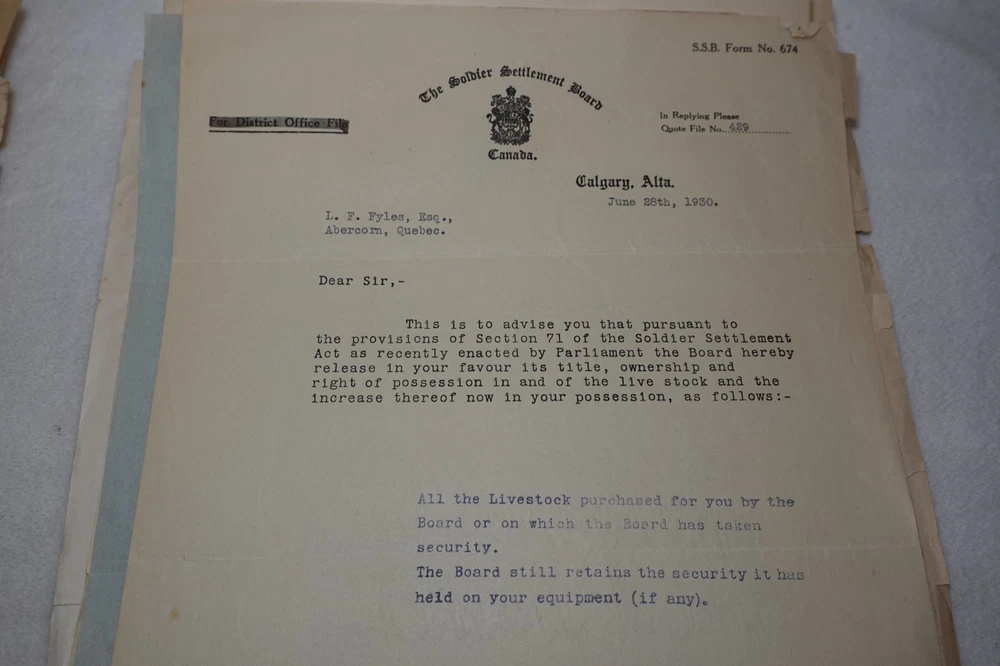 S.S.B. Form No. 674
The Soldier Settlement Board
For District Office File
In Replying Please
Quote File No. 429
Canada.
Calgary, Alta.
June 28th, 1930.
L. F. Fyles, Esq.,
Abercorn, Quebec.
Dear Sir,-
This is to advise you that pursuant to
the provisions of Section 71 of the Soldier Settlement
Act as recently enacted by Parliament the Board hereby
release in your favour its title, ownership and
right of possession in and of the live stock and the
increase thereof now in your possession, as follows:-
All the Livestock purchased for you by the
Board or on which the Board has taken
security.
The Board still retains the security it has
held on your equipment (if any).